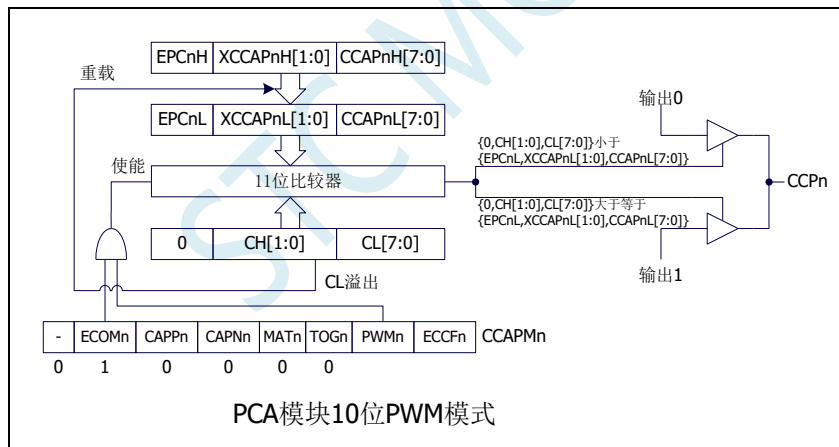 EPCnH XCCAPnH[1:0] CCAPnH[7:0]
重载
EPCnL XCCAPnL[1:0] CCAPnL[7:0]
输出0
使能
{0,CH[1:0],CL[7:0]}小于
{EPCnL,XCCAPnL[1:0],CCAPnL[7:0]}
11位比较器
CCPn
{0,CH[1:0],CL[7:0]}大于等于
{EPCnL,XCCAPnL[1:0],CCAPnL[7:0]}
0 CH[1:0] CL[7:0]
CL溢出
输出1
- ECOMn CAPPn CAPNn MATn TOGn PWMn ECCFn CCAPMn
0 1 0 0 0 0
PCA模块10位PWM模式
STC MC